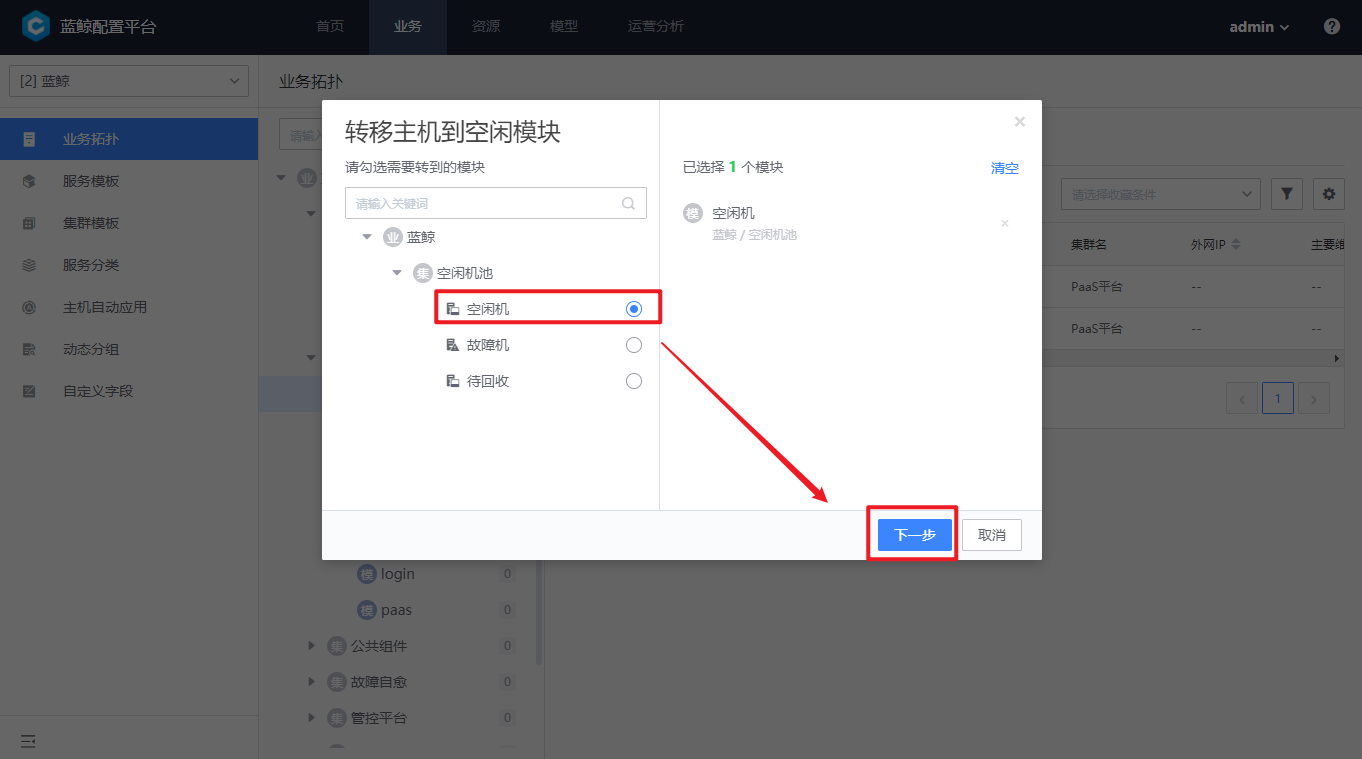 蓝鲸配置平台 首页 业务 资源 模型 运营分析 admin
[2] 蓝鲸
业务拓扑
业务拓扑
服务模板
集群模板
服务分类
主机自动应用
动态分组
自定义字段
请输入
业
转移主机到空闲模块
请勾选需要转到的模块
请输入关键词
业 蓝鲸
集 空闲机池
空闲机
故障机
待回收
已选择 1 个模块 清空
模 空闲机
蓝鲸 / 空闲机池
下一步 取消
请选择收藏条件
集群名 外网IP 主要维
PaaS平台 -- --
PaaS平台 -- --
1
模 login 0
模 paas 0
集 公共组件 0
集 故障自愈 0
集 管控平台 0